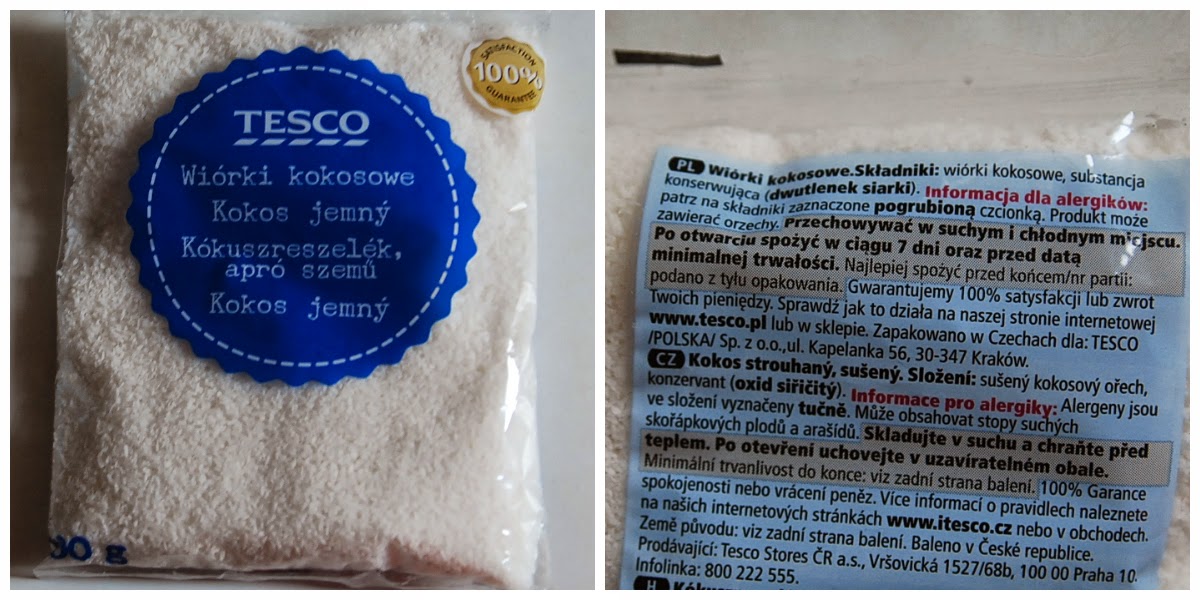 SATISFACTION
100%
GUARANTEE
TESCO
Wiórki kokosowe
Kokos jemný
Kókuszreszelék,
apró szemű
Kokos jemný
g
PL Wiórki kokosowe.Składniki: wiórki kokosowe, substancja
konserwująca (dwutlenek siarki). Informacja dla alergików:
patrz na składniki zaznaczone pogrubioną czcionką. Produkt może
zawierać orzechy. Przechowywać w suchym i chłodnym miejscu.
Po otwarciu spożyć w ciągu 7 dni oraz przed datą
minimalnej trwałości. Najlepiej spożyć przed końcem/nr partii:
podano z tyłu opakowania. Gwarantujemy 100% satysfakcji lub zwrot
Twoich pieniędzy. Sprawdź jak to działa na naszej stronie internetowej
www.tesco.pl lub w sklepie. Zapakowano w Czechach dla: TESCO
/POLSKA/ Sp. z o.o.,ul. Kapelanka 56, 30-347 Kraków.
CZ Kokos strouhaný, sušený. Složení: sušený kokosový ořech,
konzervant (oxid siřičitý). Informace pro alergiky: Alergeny jsou
ve složení vyznačeny tučně. Může obsahovat stopy suchých
skořápkových plodů a arašídů. Skladujte v suchu a chraňte před
teplem. Po otevření uchovejte v uzavíratelném obale.
Minimální trvanlivost do konce: viz zadní strana balení. 100% Garance
spokojenosti nebo vrácení peněz. Více informací o pravidlech naleznete
na našich internetových stránkách www.itesco.cz nebo v obchodech.
Země původu: viz zadní strana balení. Baleno v České republice.
Prodávající: Tesco Stores ČR a.s., Vršovická 1527/68b, 100 00 Praha 10.
Infolinka: 800 222 555.
H